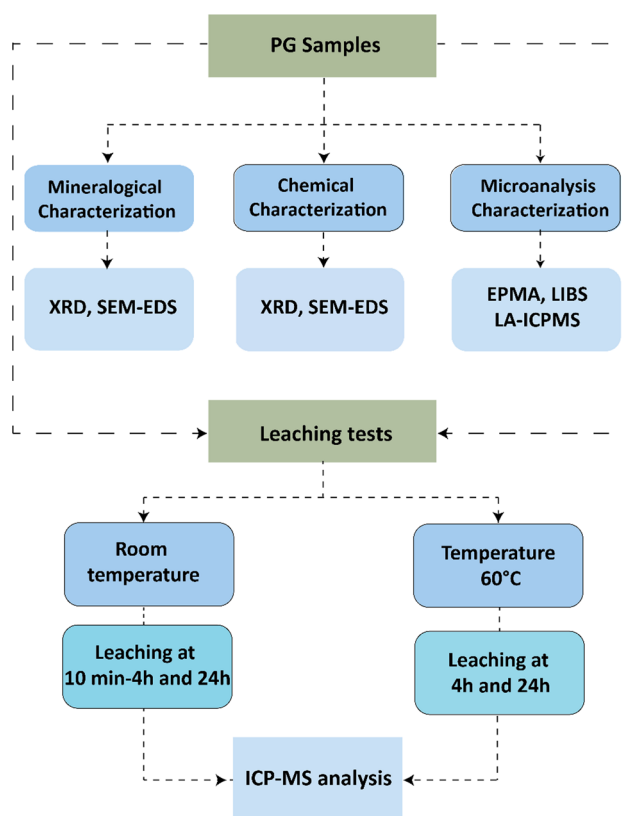 PG Samples
Mineralogical
Characterization
Chemical
Characterization
Microanalysis
Characterization
XRD, SEM-EDS
XRD, SEM-EDS
EPMA, LIBS
LA-ICPMS
Leaching tests
Room
temperature
Temperature
60°C
Leaching at
10 min-4h and 24h
Leaching at
4h and 24h
ICP-MS analysis